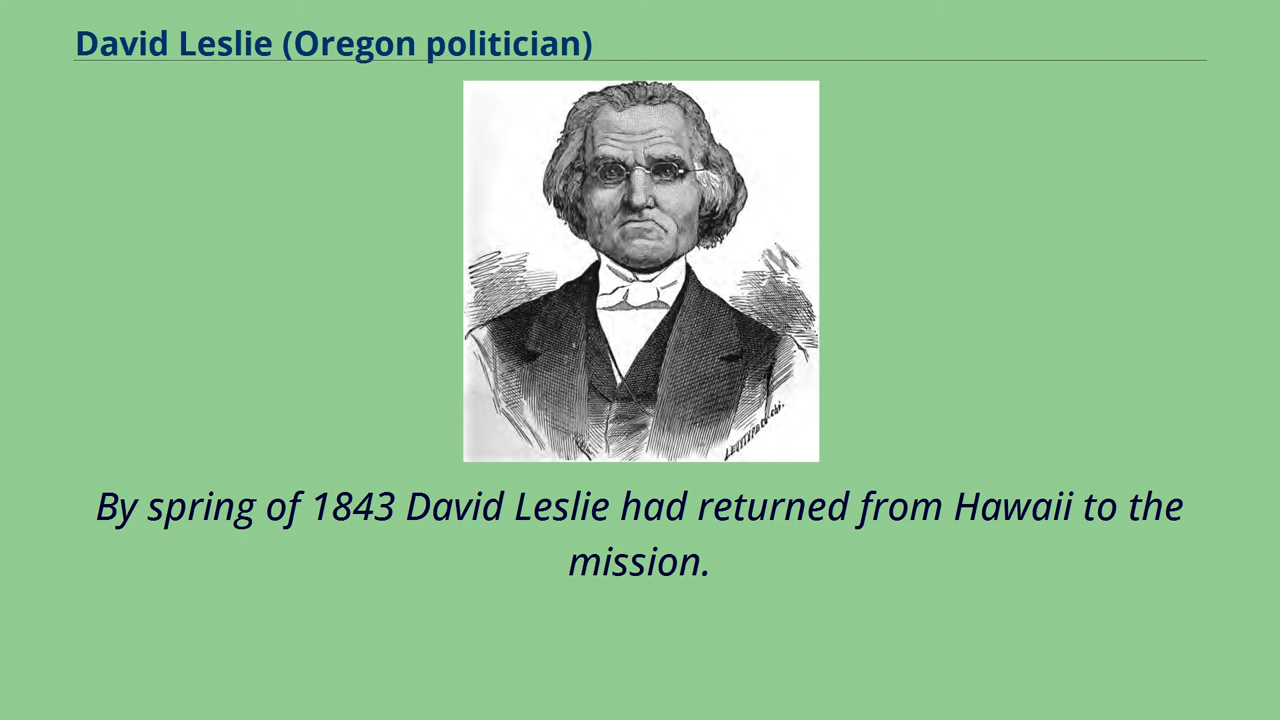 David Leslie (Oregon politician)
By spring of 1843 David Leslie had returned from Hawaii to the
mission.